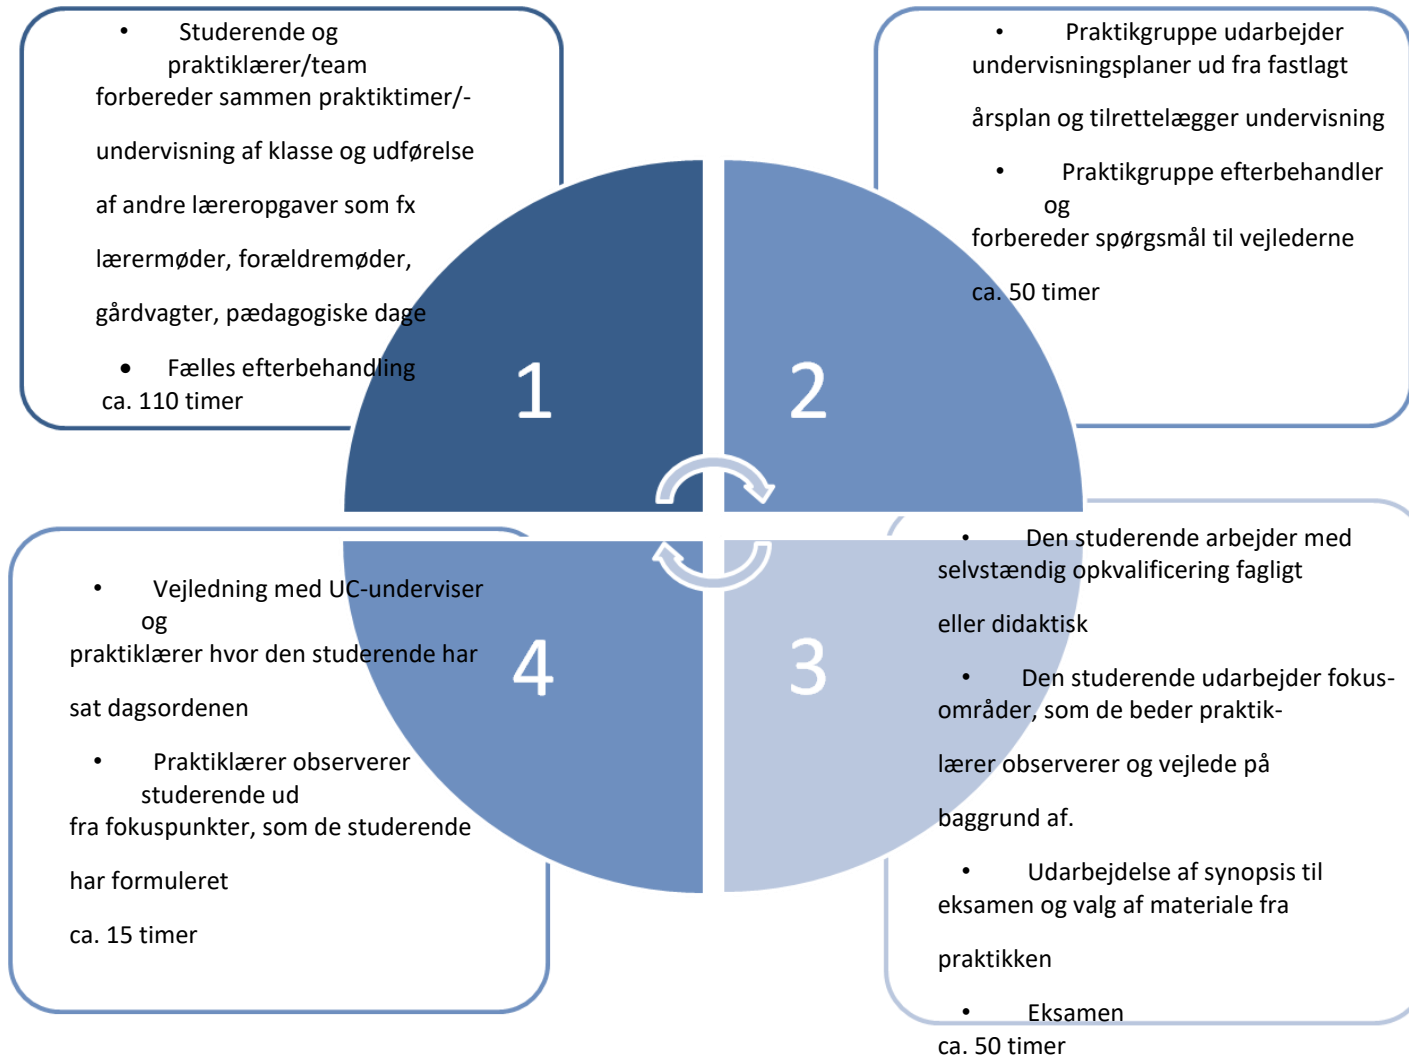 • Studerende og
praktiklærer/team
forbereder sammen praktiktimer/-
undervisning af klasse og udførelse
af andre læreropgaver som fx
lærermøder, forældremøder,
gårdvagter, pædagogiske dage
• Fælles efterbehandling
ca. 110 timer
1
• Praktikgruppe udarbejder
undervisningsplaner ud fra fastlagt
årsplan og tilrettelægger undervisning
• Praktikgruppe efterbehandler
og
forbereder spørgsmål til vejlederne
ca. 50 timer
2
• Den studerende arbejder med
selvstændig opkvalificering fagligt
eller didaktisk
• Den studerende udarbejder fokus-
områder, som de beder praktik-
lærer observerer og vejlede på
baggrund af.
• Udarbejdelse af synopsis til
eksamen og valg af materiale fra
praktikken
• Eksamen
ca. 50 timer
3
• Vejledning med UC-underviser
og
praktiklærer hvor den studerende har
sat dagsordenen
• Praktiklærer observerer
studerende ud
fra fokuspunkter, som de studerende
har formuleret
ca. 15 timer
4